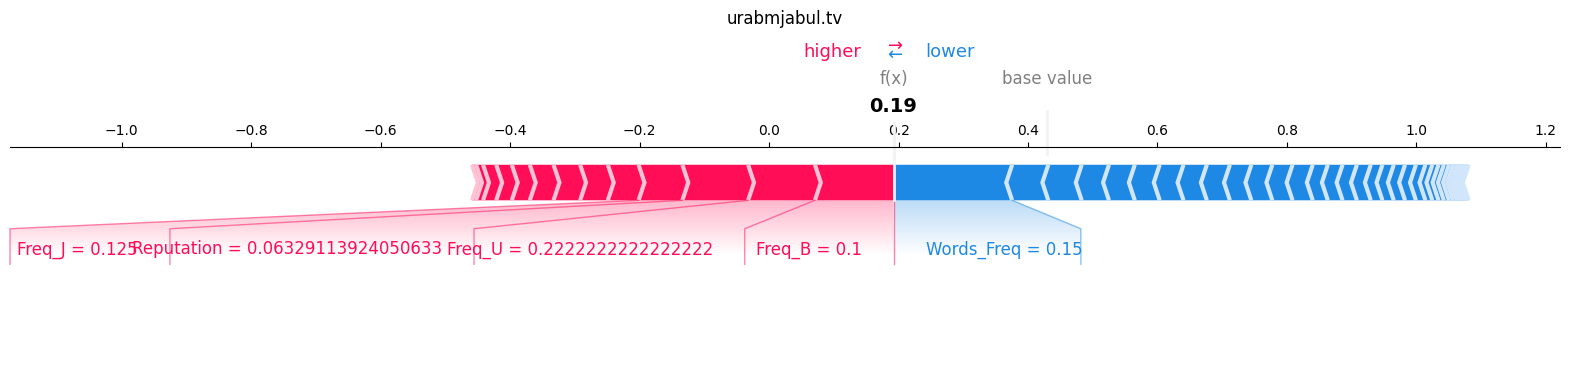 urabmjabul.tv
higher → lower
←
f(x) base value
0.19
−1.0 −0.8 −0.6 −0.4 −0.2 0.0 0.2 0.4 0.6 0.8 1.0 1.2
Freq_J = 0.125 Reputation = 0.06329113924050633 Freq_U = 0.2222222222222222 Freq_B = 0.1 Words_Freq = 0.15